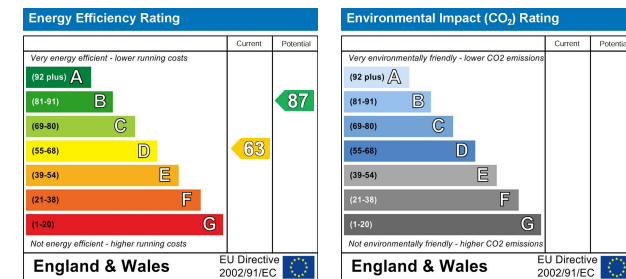 Energy Efficiency Rating
Current Potential
Very energy efficient - lower running costs
(92 plus) A
(81-91) B
87
(69-80) C
(55-68) D
63
(39-54) E
(21-38) F
(1-20) G
Not energy efficient - higher running costs
England & Wales
EU Directive
2002/91/EC
Environmental Impact (CO₂) Rating
Current Potential
Very environmentally friendly - lower CO2 emissions
(92 plus) A
(81-91) B
(69-80) C
(55-68) D
(39-54) E
(21-38) F
(1-20) G
Not environmentally friendly - higher CO2 emissions
England & Wales
EU Directive
2002/91/EC